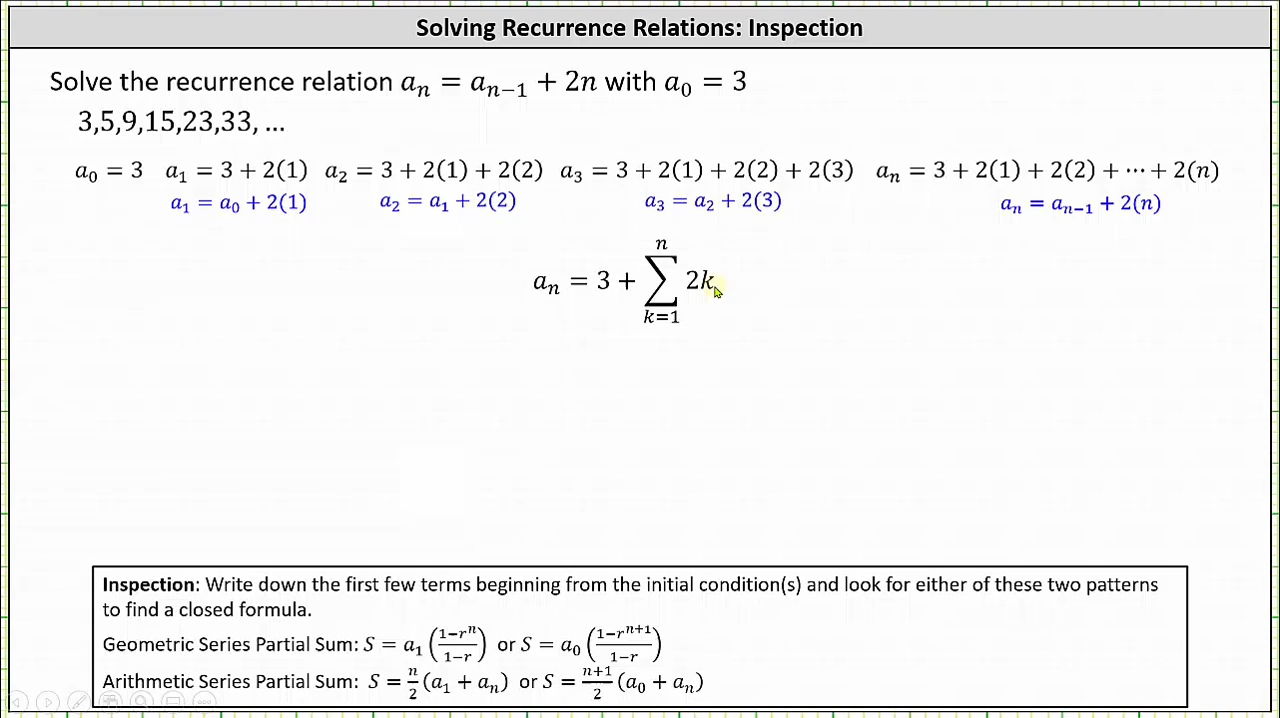 Solving Recurrence Relations: Inspection
Solve the recurrence relation aₙ = aₙ₋₁ + 2n with a₀ = 3
3,5,9,15,23,33, …
a₀ = 3 a₁ = 3 + 2(1) a₂ = 3 + 2(1) + 2(2) a₃ = 3 + 2(1) + 2(2) + 2(3) aₙ = 3 + 2(1) + 2(2) + ⋯ + 2(n)
a₁ = a₀ + 2(1) a₂ = a₁ + 2(2) a₃ = a₂ + 2(3) aₙ = aₙ₋₁ + 2(n)
aₙ = 3 + ∑_{k=1}^{n} 2k
Inspection: Write down the first few terms beginning from the initial condition(s) and look for either of these two patterns
to find a closed formula.
Geometric Series Partial Sum: S = a₁ ((1−rⁿ)/(1−r)) or S = a₀ ((1−rⁿ⁺¹)/(1−r))
Arithmetic Series Partial Sum: S = n/2 (a₁ + aₙ) or S = (n+1)/2 (a₀ + aₙ)